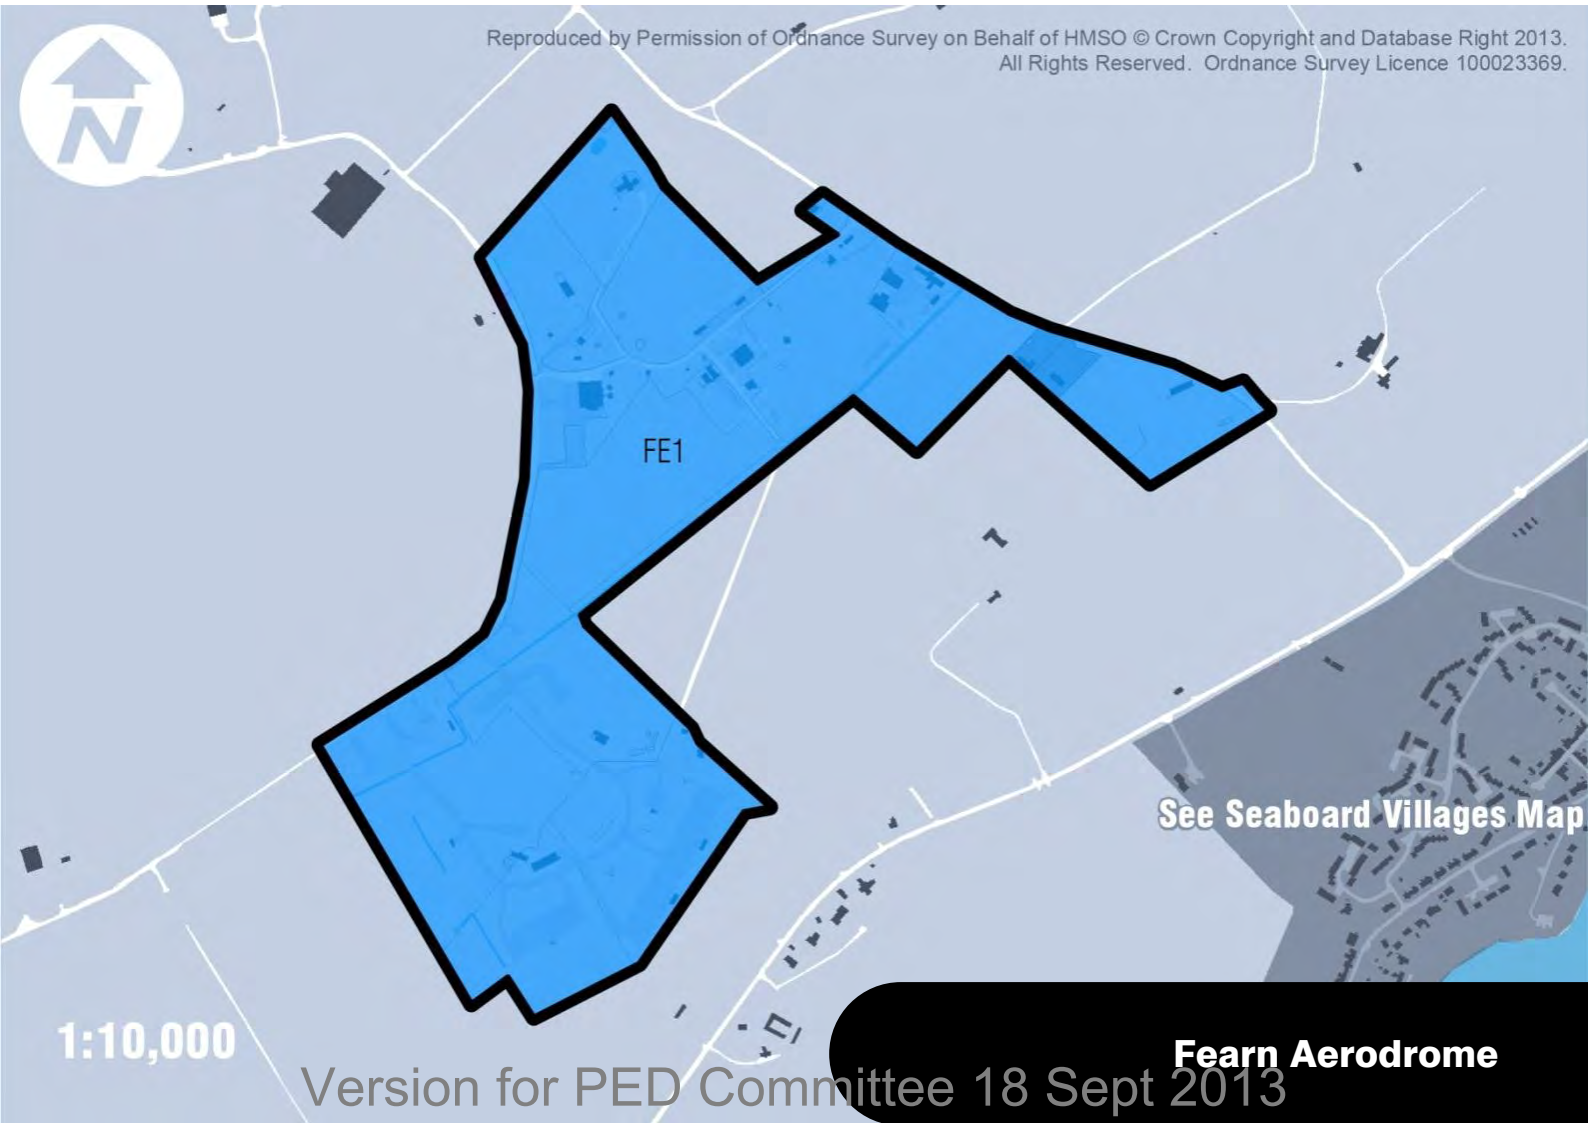 Reproduced by Permission of Ordnance Survey on Behalf of HMSO © Crown Copyright and Database Right 2013.
All Rights Reserved. Ordnance Survey Licence 100023369.
N
FE1
See Seaboard Villages Map
1:10,000
Fearn Aerodrome
Version for PED Committee 18 Sept 2013